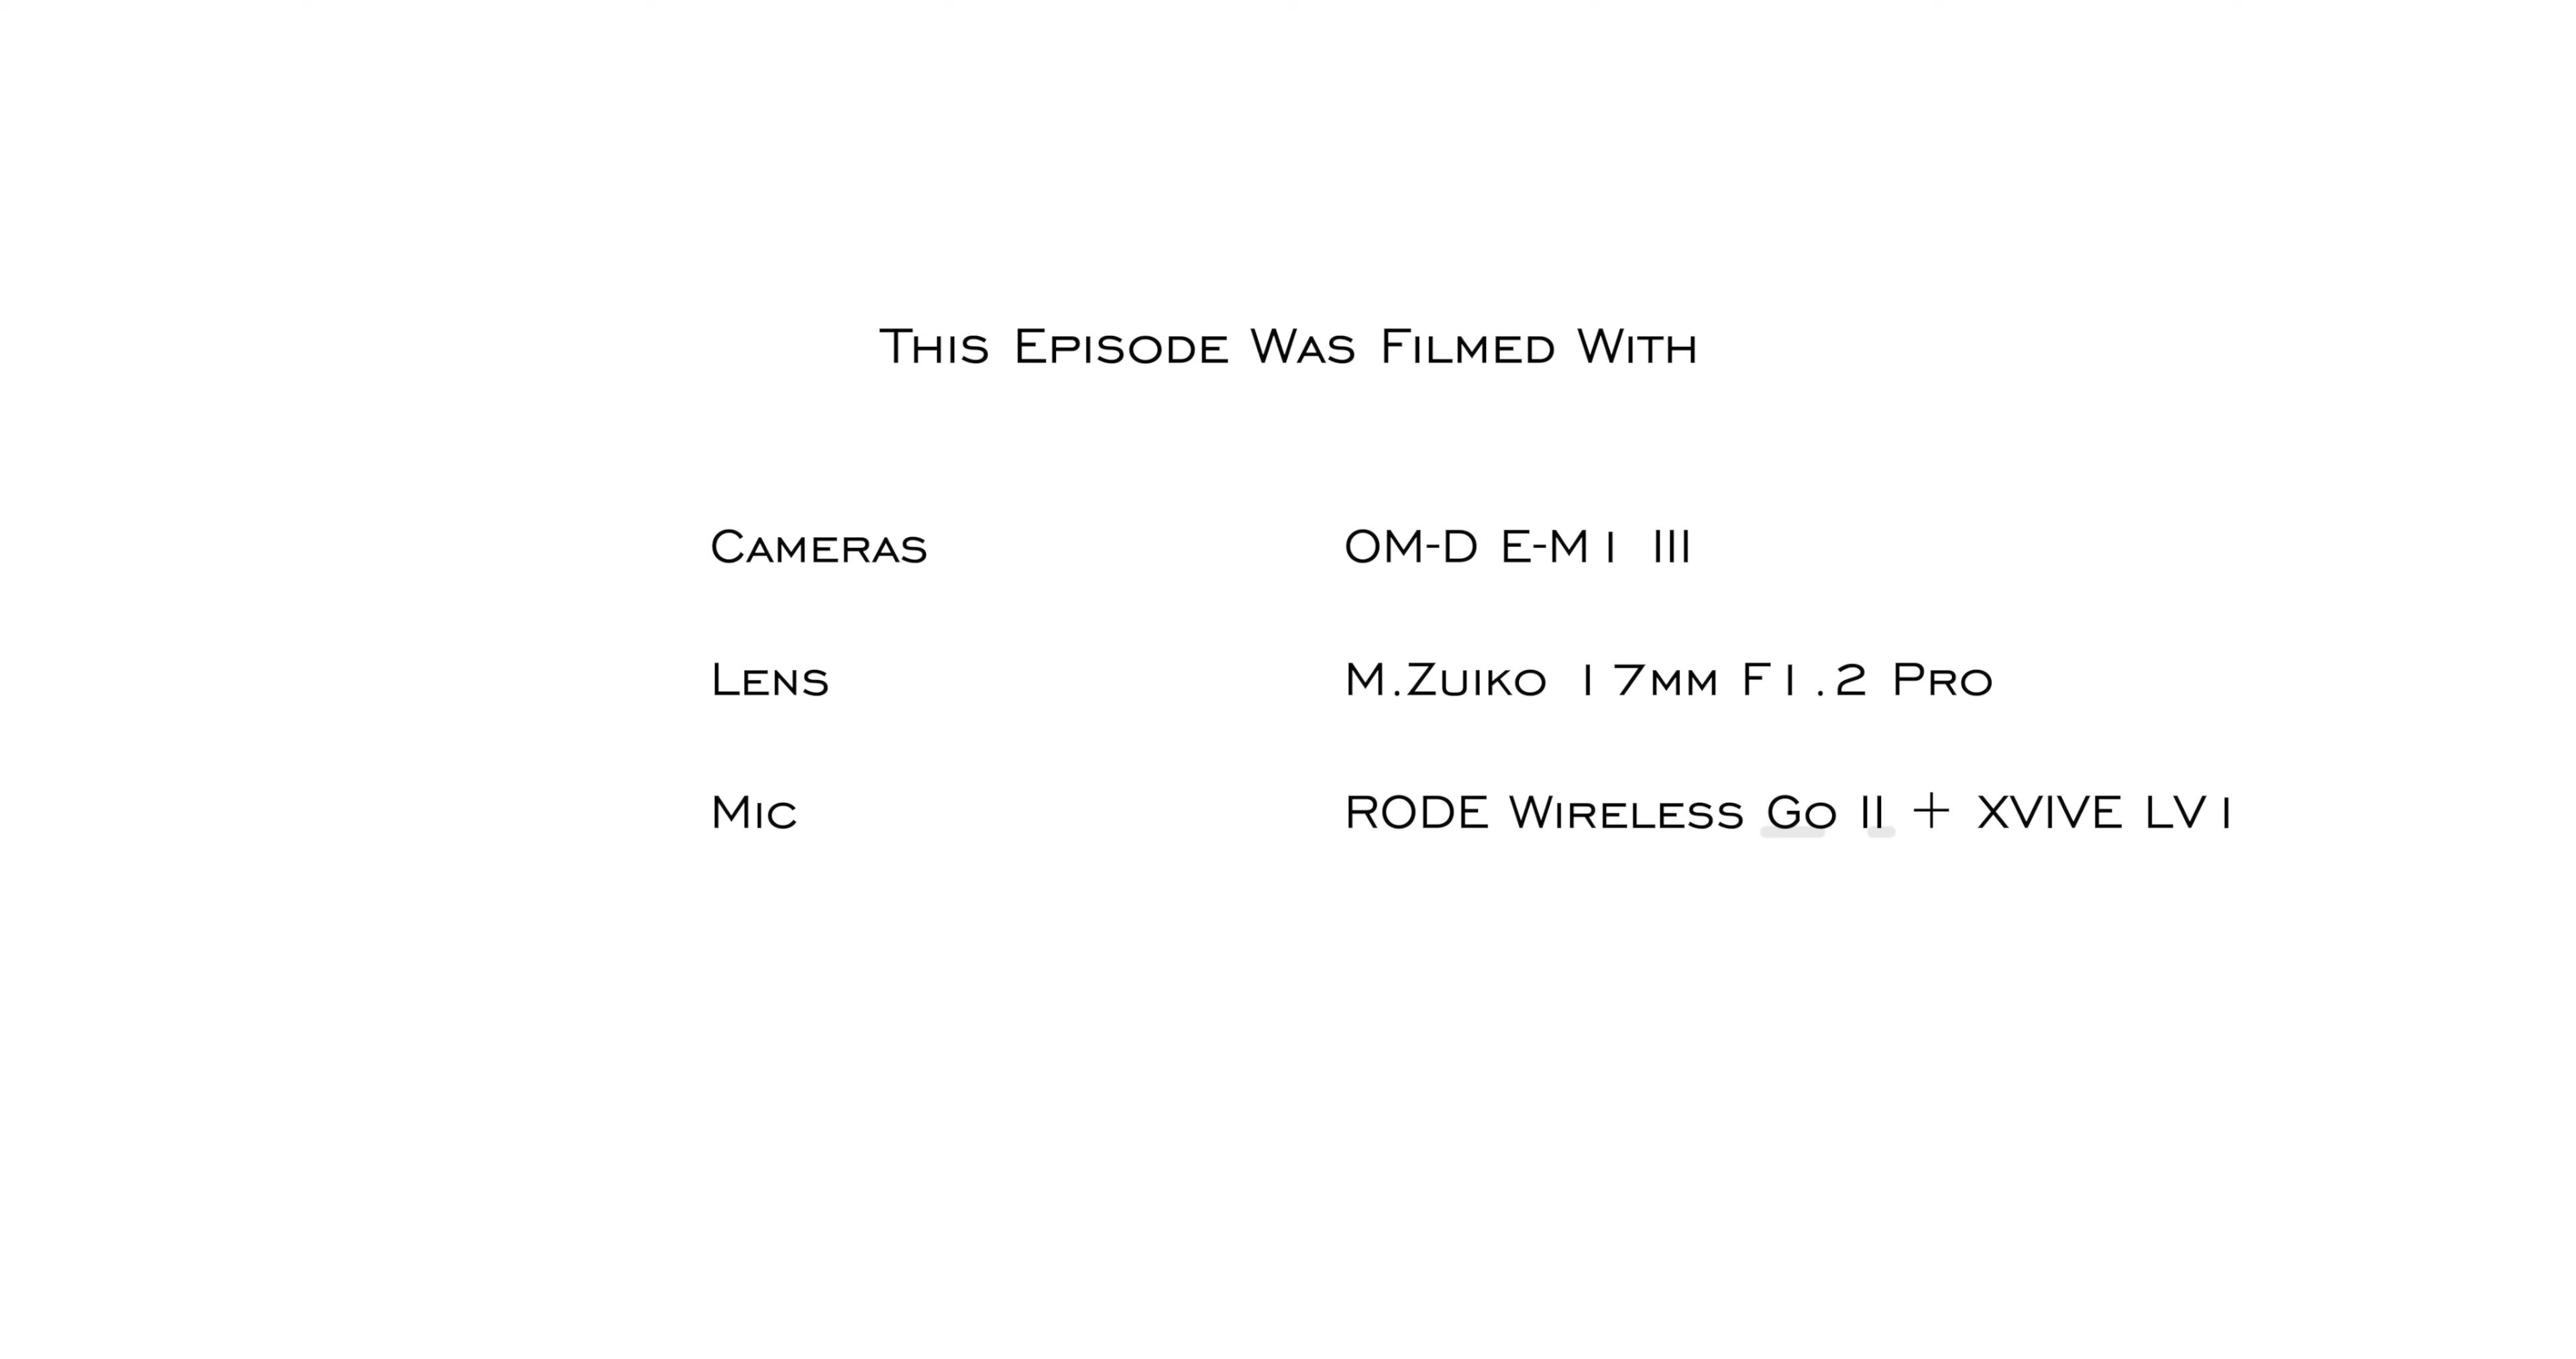 This Episode Was Filmed With
Cameras OM-D E-M1 III
Lens M.Zuiko 17mm F1.2 Pro
Mic RODE Wireless Go II + XVIVE LV1